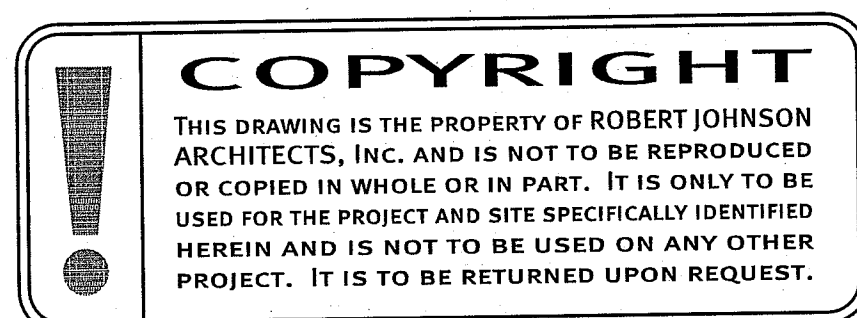 COPYRIGHT
THIS DRAWING IS THE PROPERTY OF ROBERT JOHNSON
ARCHITECTS, INC. AND IS NOT TO BE REPRODUCED
OR COPIED IN WHOLE OR IN PART. IT IS ONLY TO BE
USED FOR THE PROJECT AND SITE SPECIFICALLY IDENTIFIED
HEREIN AND IS NOT TO BE USED ON ANY OTHER
PROJECT. IT IS TO BE RETURNED UPON REQUEST.